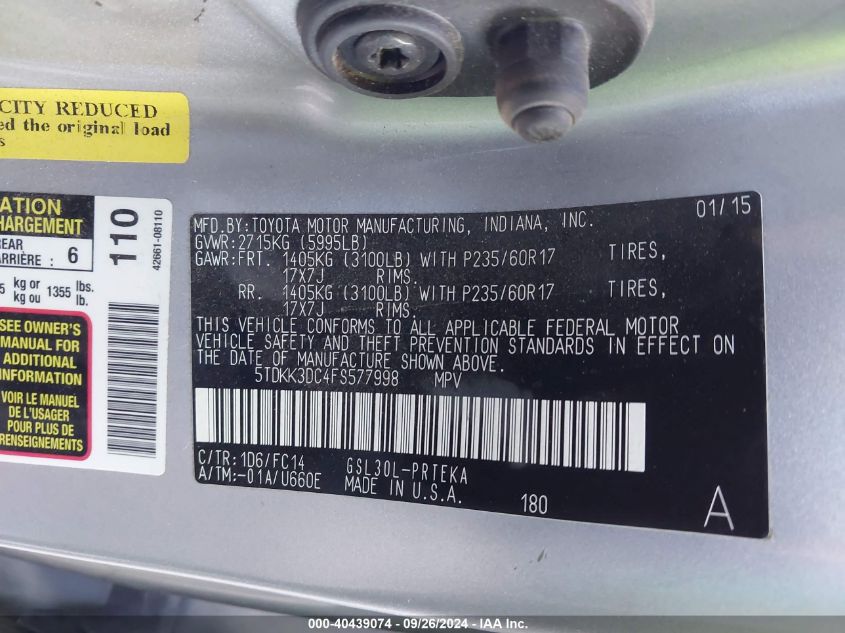 CITY REDUCED
ed the original load
s
ATION
HARGEMENT
REAR
ARRIÈRE : 6
5 kg or 1355 lbs.
kg ou lb.
SEE OWNER'S
MANUAL FOR
ADDITIONAL
INFORMATION
VOIR LE MANUEL
DE L'USAGER
POUR PLUS DE
RENSEIGNEMENTS
110
42661-08110
MFD.BY:TOYOTA MOTOR MANUFACTURING, INDIANA, INC. 01/15
GVWR:2715KG (5995LB)
GAWR:FRT. 1405KG (3100LB) WITH P235/60R17 TIRES,
17X7J RIMS.
RR. 1405KG (3100LB) WITH P235/60R17 TIRES,
17X7J RIMS.
THIS VEHICLE CONFORMS TO ALL APPLICABLE FEDERAL MOTOR
VEHICLE SAFETY AND THEFT PREVENTION STANDARDS IN EFFECT ON
THE DATE OF MANUFACTURE SHOWN ABOVE.
5TDKK3DC4FS577998 MPV
C/TR: 1D6/FC14 GSL30L-PRTEKA
A/TM:-01A/U660E MADE IN U.S.A.
180
A
000-40439074 - 09/26/2024 - IAA Inc.